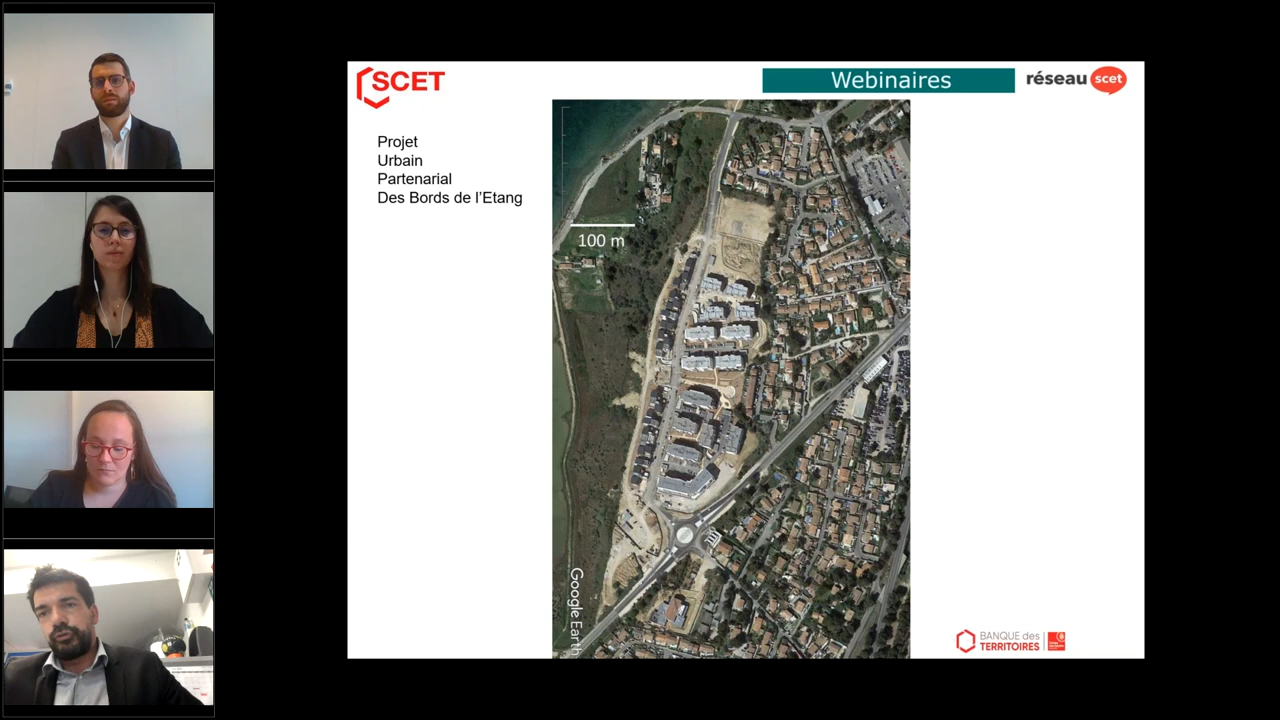 SCET
Webinaires
réseau scet
Projet
Urbain
Partenarial
Des Bords de l'Etang
100 m
Google Earth
BANQUE des
TERRITOIRES